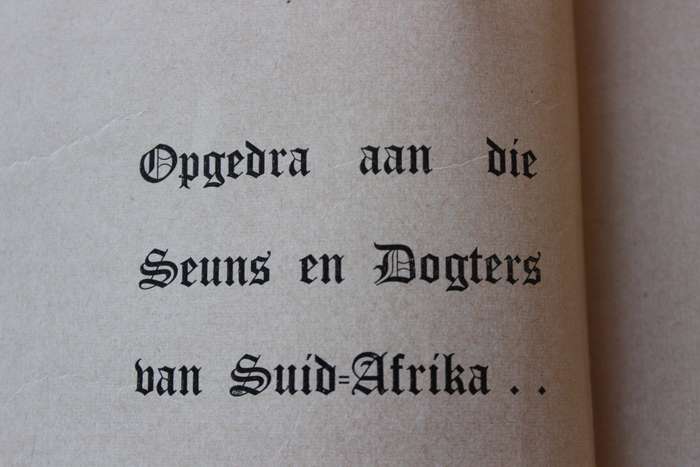 Opgedra aan die
Seuns en Dogters
van Suid=Afrika . .